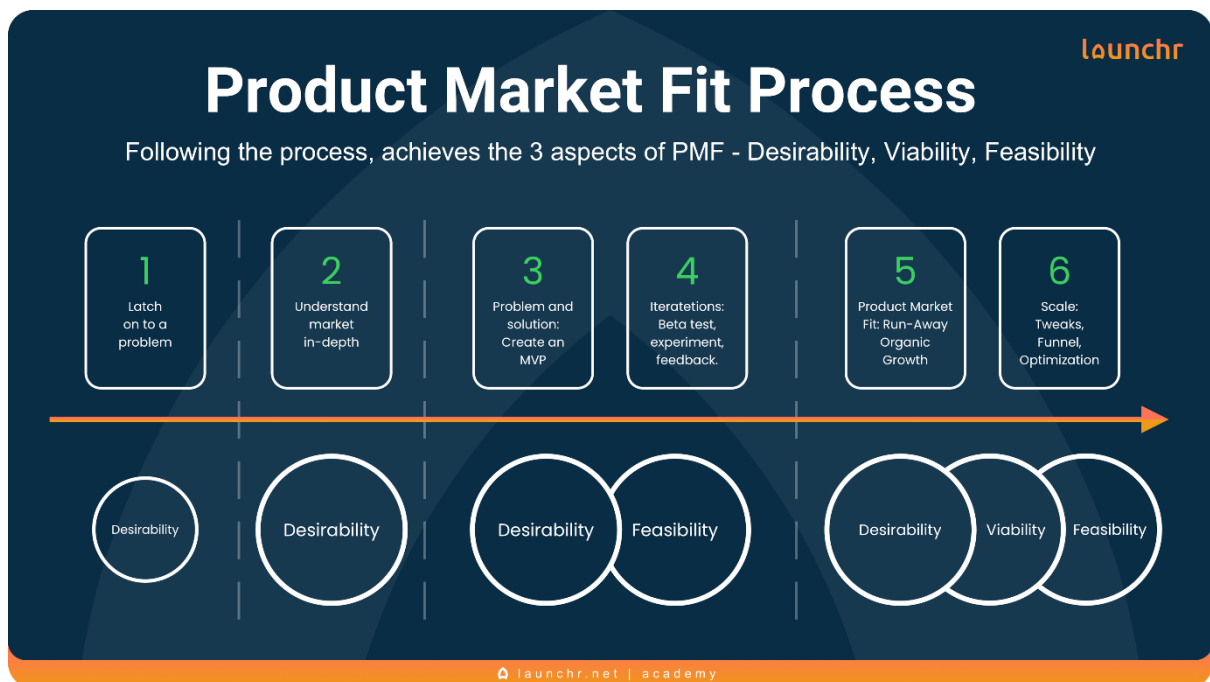 launchr
Product Market Fit Process
Following the process, achieves the 3 aspects of PMF - Desirability, Viability, Feasibility
1
Latch
on to a
problem
2
Understand
market
in-depth
3
Problem and
solution:
Create an
MVP
4
Iteratetions:
Beta test,
experiment,
feedback.
5
Product Market
Fit: Run-Away
Organic
Growth
6
Scale:
Tweaks,
Funnel,
Optimization
Desirability
Desirability
Desirability
Feasibility
Desirability
Viability
Feasibility
launchr.net | academy